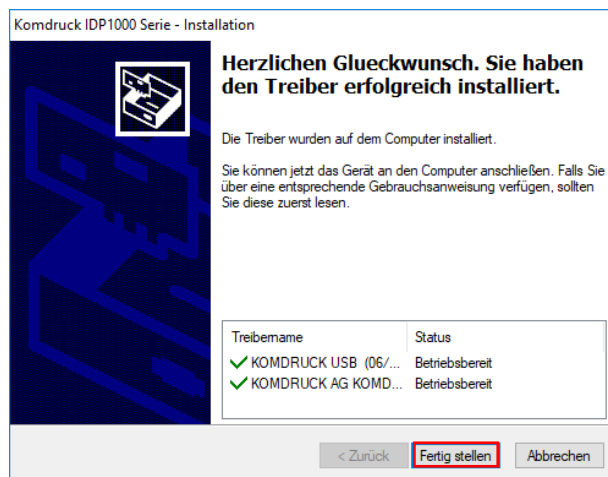 Komdruck IDP1000 Serie - Installation
Herzlichen Glueckwunsch. Sie haben
den Treiber erfolgreich installiert.
Die Treiber wurden auf dem Computer installiert.
Sie können jetzt das Gerät an den Computer anschließen. Falls Sie
über eine entsprechende Gebrauchsanweisung verfügen, sollten
Sie diese zuerst lesen.
Treibername Status
KOMDRUCK USB (06/... Betriebsbereit
KOMDRUCK AG KOMD... Betriebsbereit
< Zurück Fertig stellen Abbrechen